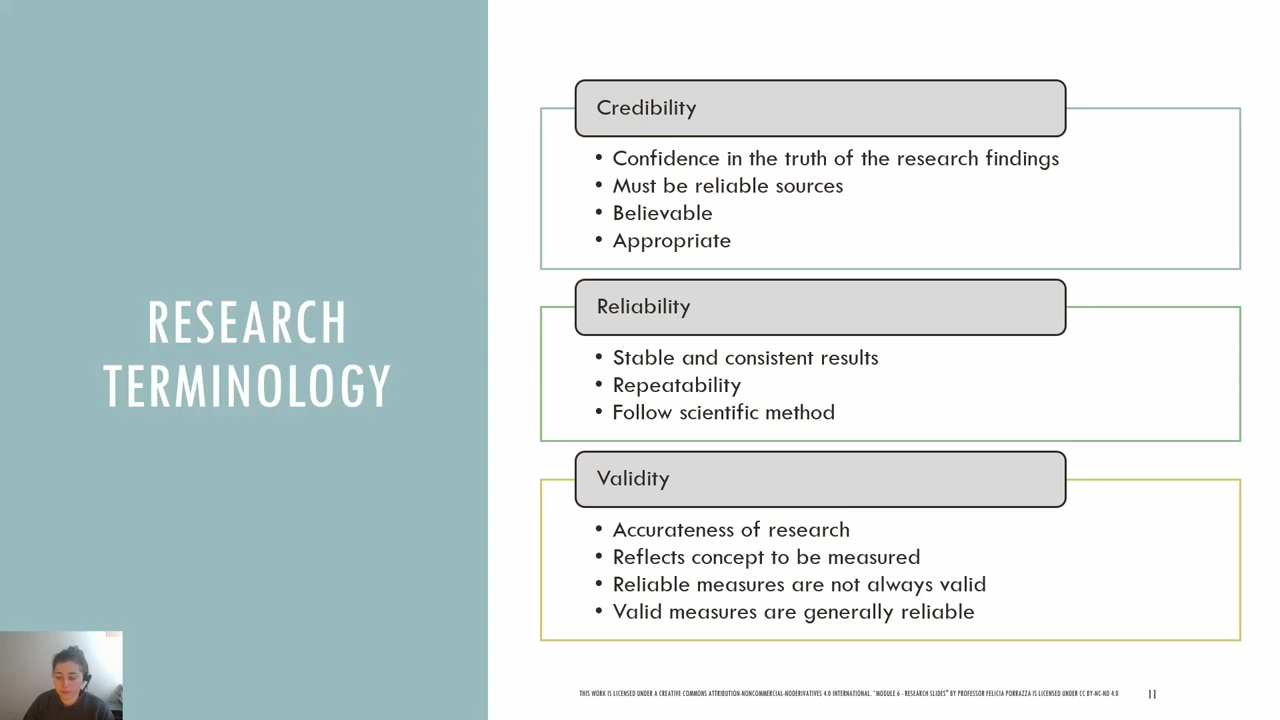 RESEARCH
TERMINOLOGY
Credibility
• Confidence in the truth of the research findings
• Must be reliable sources
• Believable
• Appropriate
Reliability
• Stable and consistent results
• Repeatability
• Follow scientific method
Validity
• Accurateness of research
• Reflects concept to be measured
• Reliable measures are not always valid
• Valid measures are generally reliable
THIS WORK IS LICENSED UNDER A CREATIVE COMMONS ATTRIBUTION-NONCOMMERCIAL-NODERIVATIVES 4.0 INTERNATIONAL. "MODULE 6 - RESEARCH SLIDES" BY PROFESSOR FELICIA PORRAZZA IS LICENSED UNDER CC BY-NC-ND 4.0
11